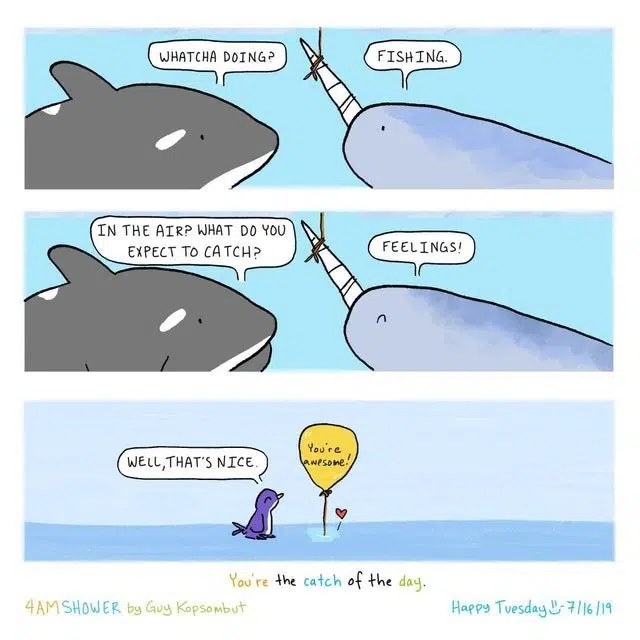 WHATCHA DOING?
FISHING.
IN THE AIR? WHAT DO YOU
EXPECT TO CATCH?
FEELINGS!
WELL, THAT'S NICE.
You're
awesome!
You're the catch of the day.
4AMSHOWER by Guy Kopsombut
Happy Tuesday 7/16/19